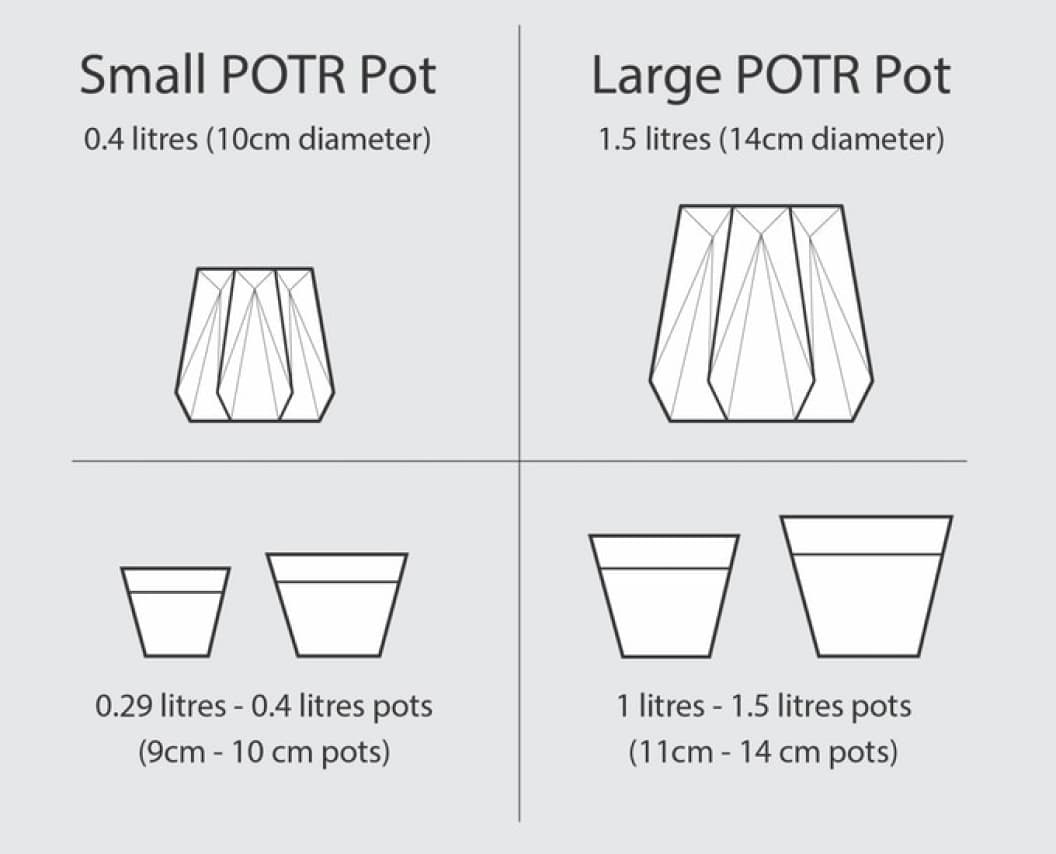 Small POTR Pot
0.4 litres (10cm diameter)
Large POTR Pot
1.5 litres (14cm diameter)
0.29 litres - 0.4 litres pots
(9cm - 10 cm pots)
1 litres - 1.5 litres pots
(11cm - 14 cm pots)